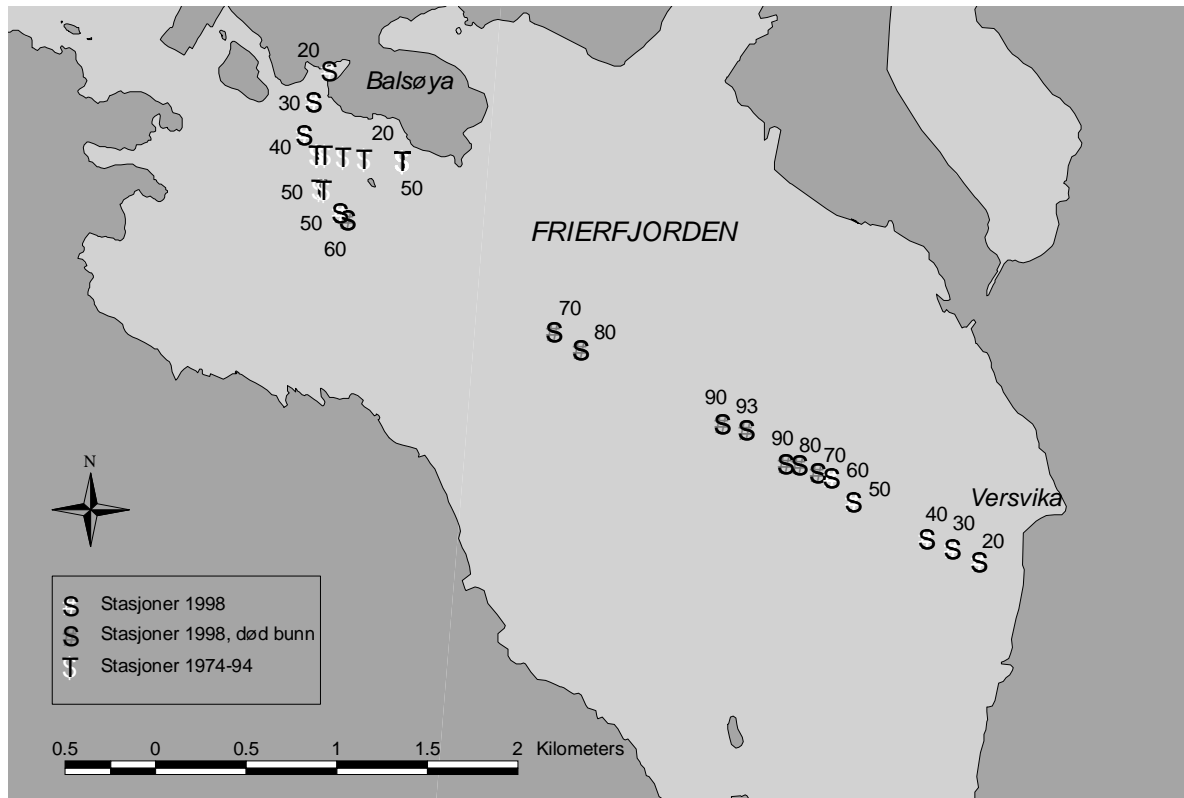 20
S
Balsøya
30
S
20
S
40
T T T T T
50
T
50
50
S S
60
FRIERFJORDEN
70
S
80
S
90
93
S S
90
80
70
60
S S S S
50
S
Versvika
40
30
20
S S S
N
S Stasjoner 1998
S Stasjoner 1998, død bunn
T Stasjoner 1974-94
0.5 0 0.5 1 1.5 2 Kilometers